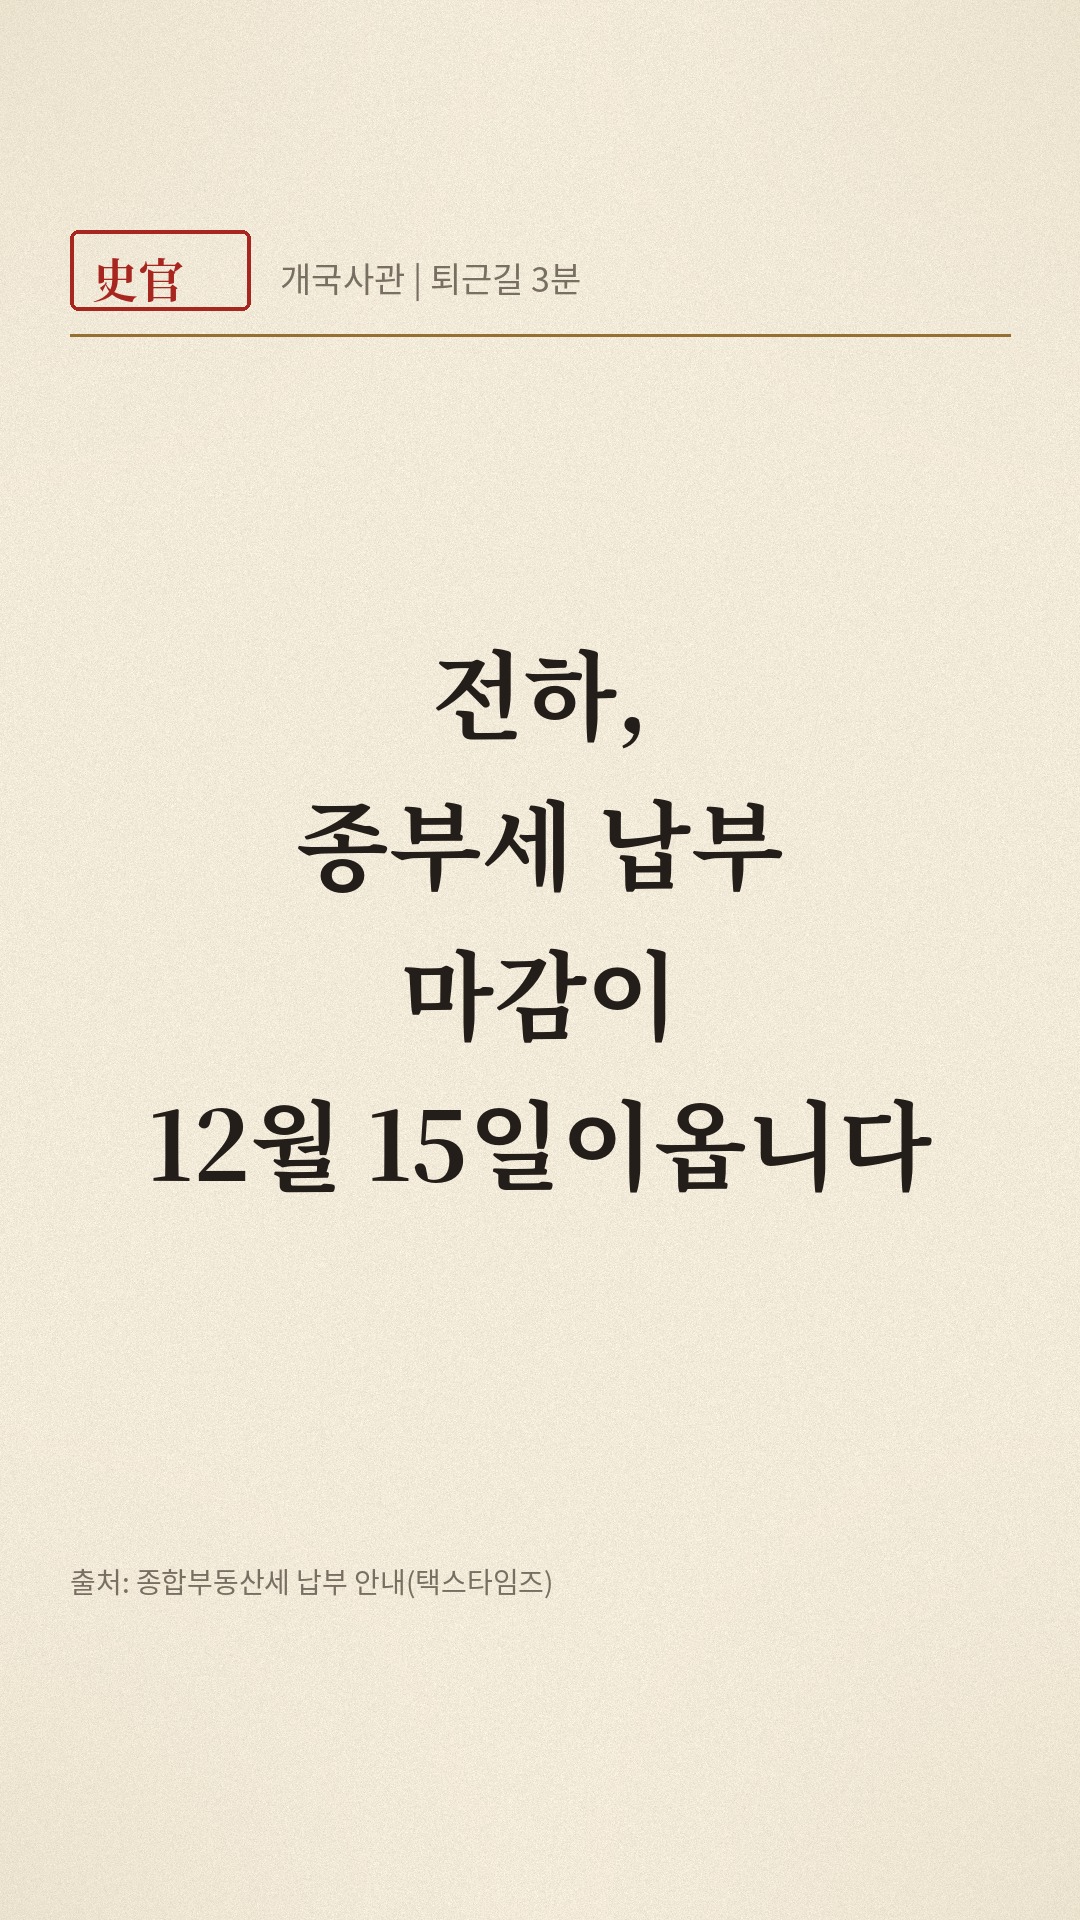 史官
개국사관 | 퇴근길 3분
전하,
종부세 납부
마감이
12월 15일이옵니다
출처: 종합부동산세 납부 안내(택스타임즈)